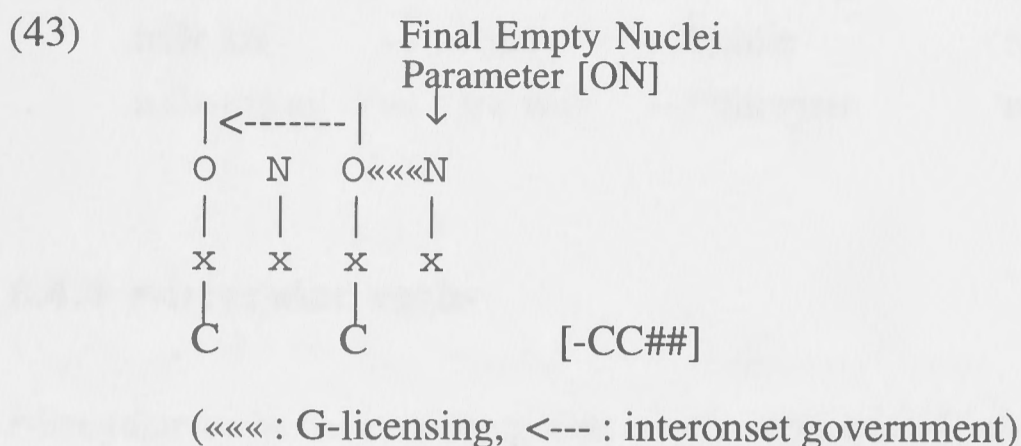 (43) Final Empty Nuclei
Parameter [ON]
|<-------|
O N O«««N
| | | |
x x x x
C C [-CC##]
(««« : G-licensing, <--- : interonset government)